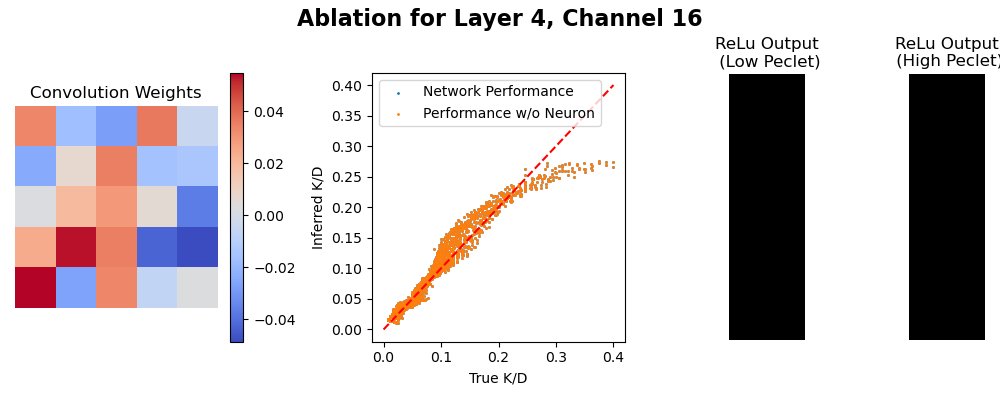 Ablation for Layer 4, Channel 16
Convolution Weights
0.04
0.02
0.00
−0.02
−0.04
Network Performance
Performance w/o Neuron
0.40
0.35
0.30
0.25
0.20
0.15
0.10
0.05
0.00
Inferred K/D
0.0
0.1
0.2
0.3
0.4
True K/D
ReLu Output
(Low Peclet)
ReLu Output
(High Peclet)